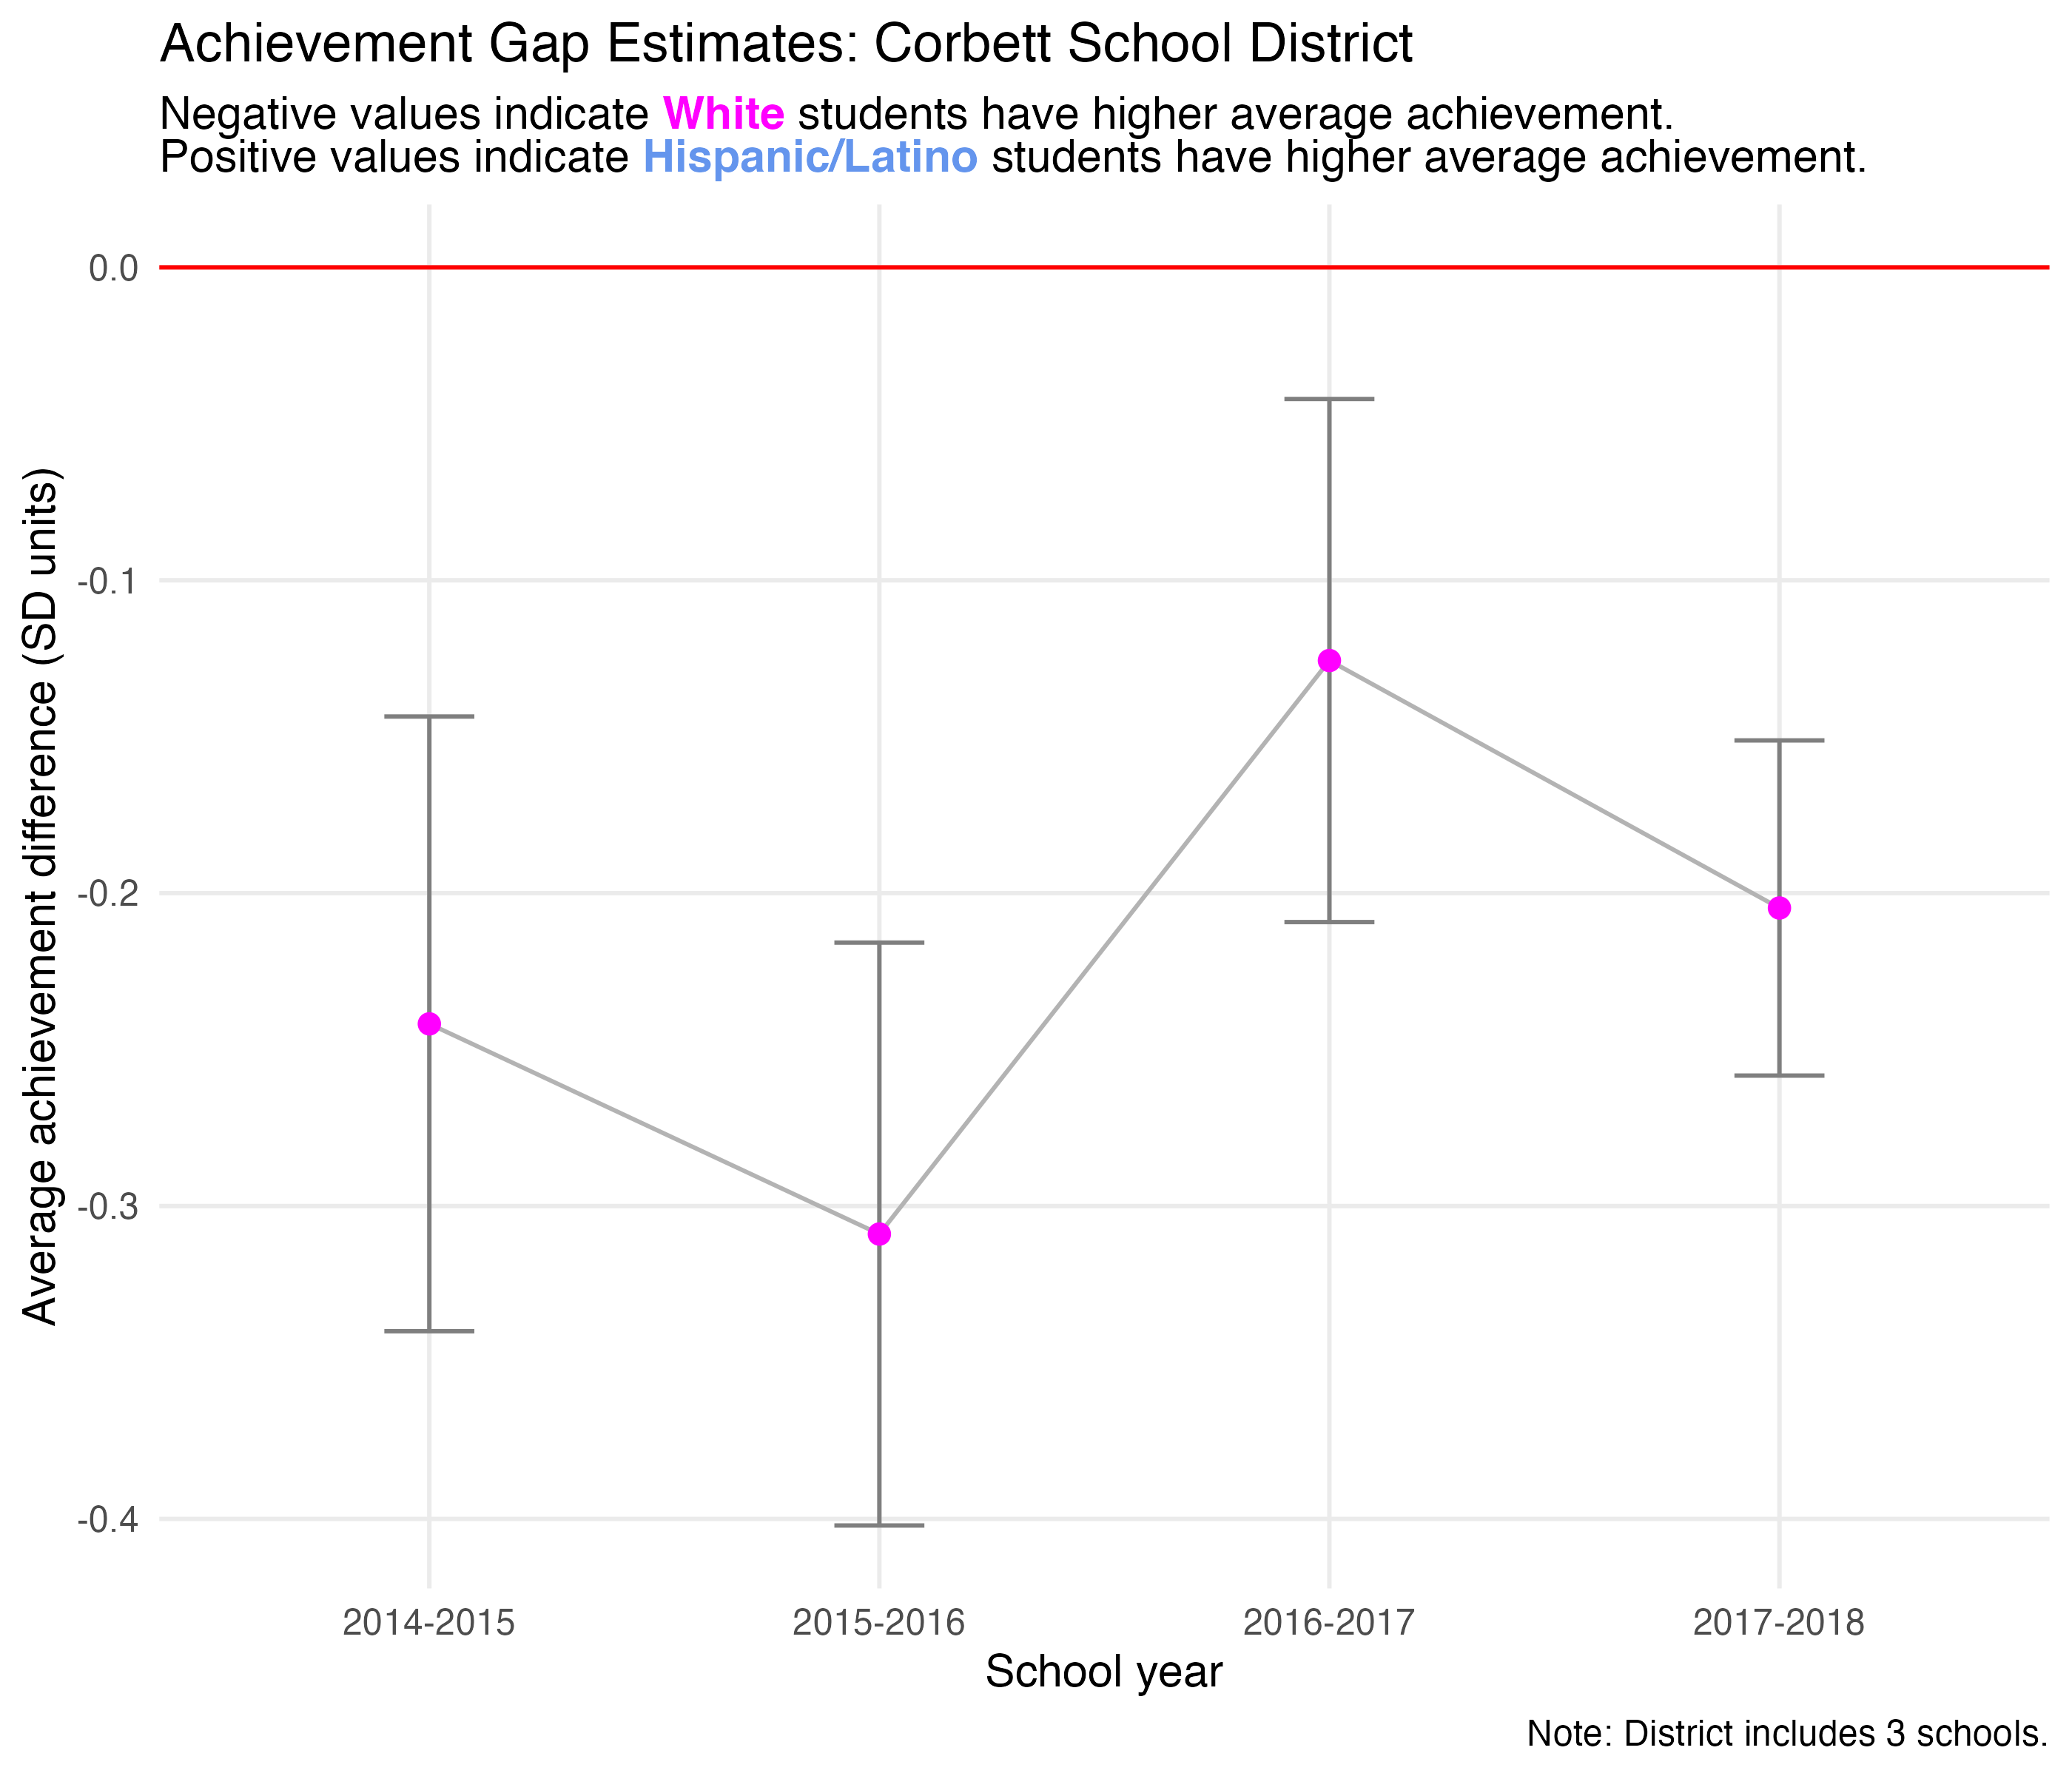 Achievement Gap Estimates: Corbett School District
Negative values indicate White students have higher average achievement.
Positive values indicate Hispanic/Latino students have higher average achievement.
Average achievement difference (SD units)
0.0
-0.1
-0.2
-0.3
-0.4
2014-2015
2015-2016
2016-2017
2017-2018
School year
Note: District includes 3 schools.